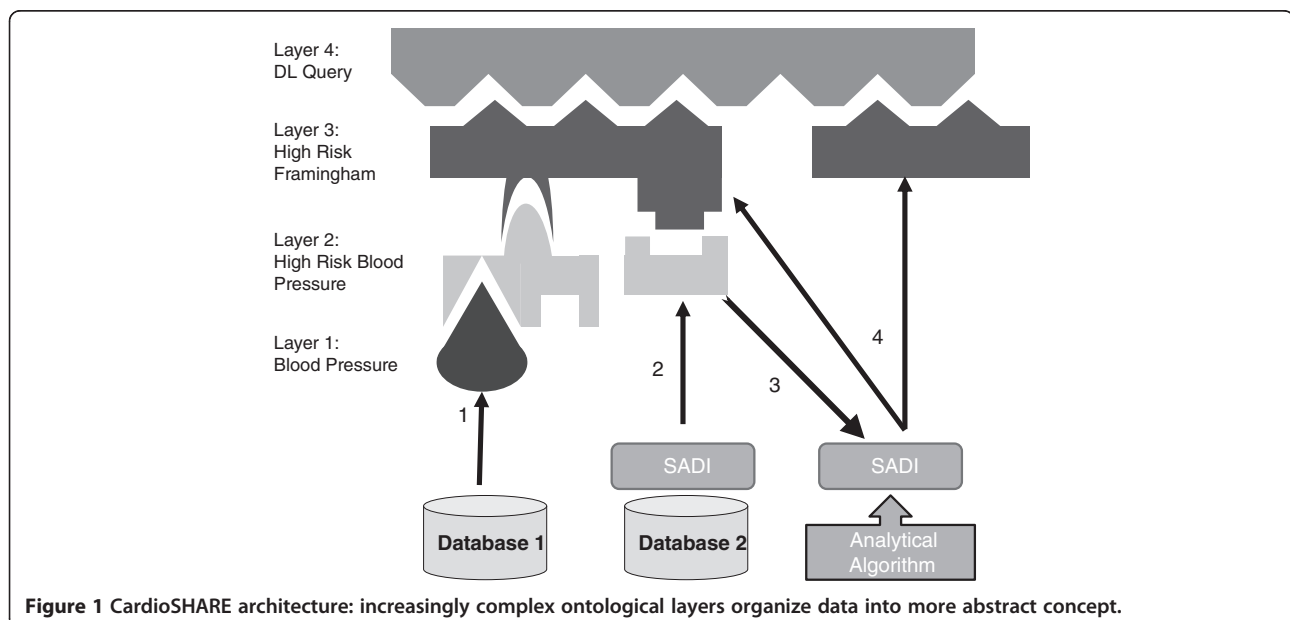 Layer 4:
DL Query
Layer 3:
High Risk
Framingham
Layer 2:
High Risk Blood
Pressure
Layer 1:
Blood Pressure
1
2
3
4
SADI
SADI
Database 1
Database 2
Analytical
Algorithm
Figure 1 CardioSHARE architecture: increasingly complex ontological layers organize data into more abstract concept.